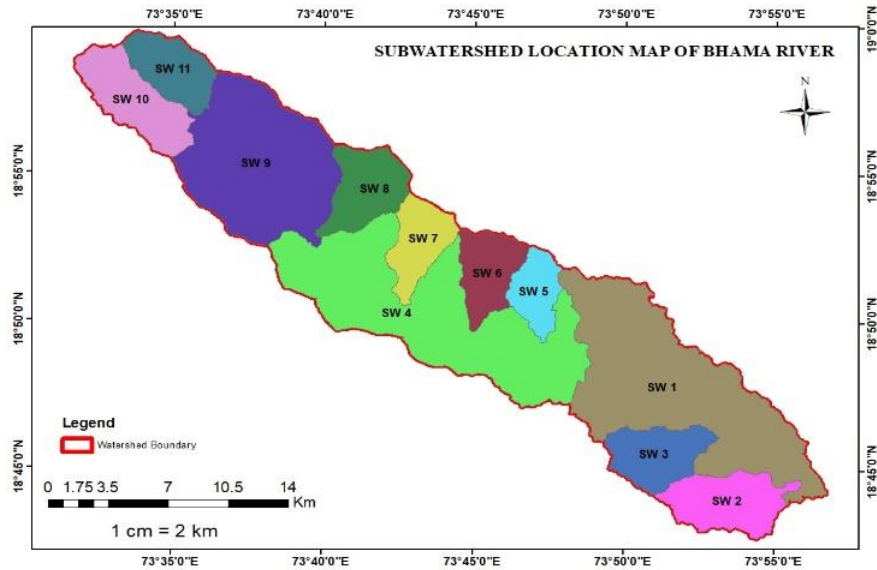 73°35'0"E 73°40'0"E 73°45'0"E 73°50'0"E 73°55'0"E
SUBWATERSHED LOCATION MAP OF BHAMA RIVER
N
19°0'0"N
18°55'0"N
18°50'0"N
18°45'0"N
18°55'0"N
18°50'0"N
18°45'0"N
SW 11
SW 10
SW 9
SW 8
SW 7
SW 6
SW 5
SW 4
SW 1
SW 3
SW 2
Legend
Watershed Boundary
0 1.75 3.5 7 10.5 14
Km
1 cm = 2 km
73°35'0"E 73°40'0"E 73°45'0"E 73°50'0"E 73°55'0"E